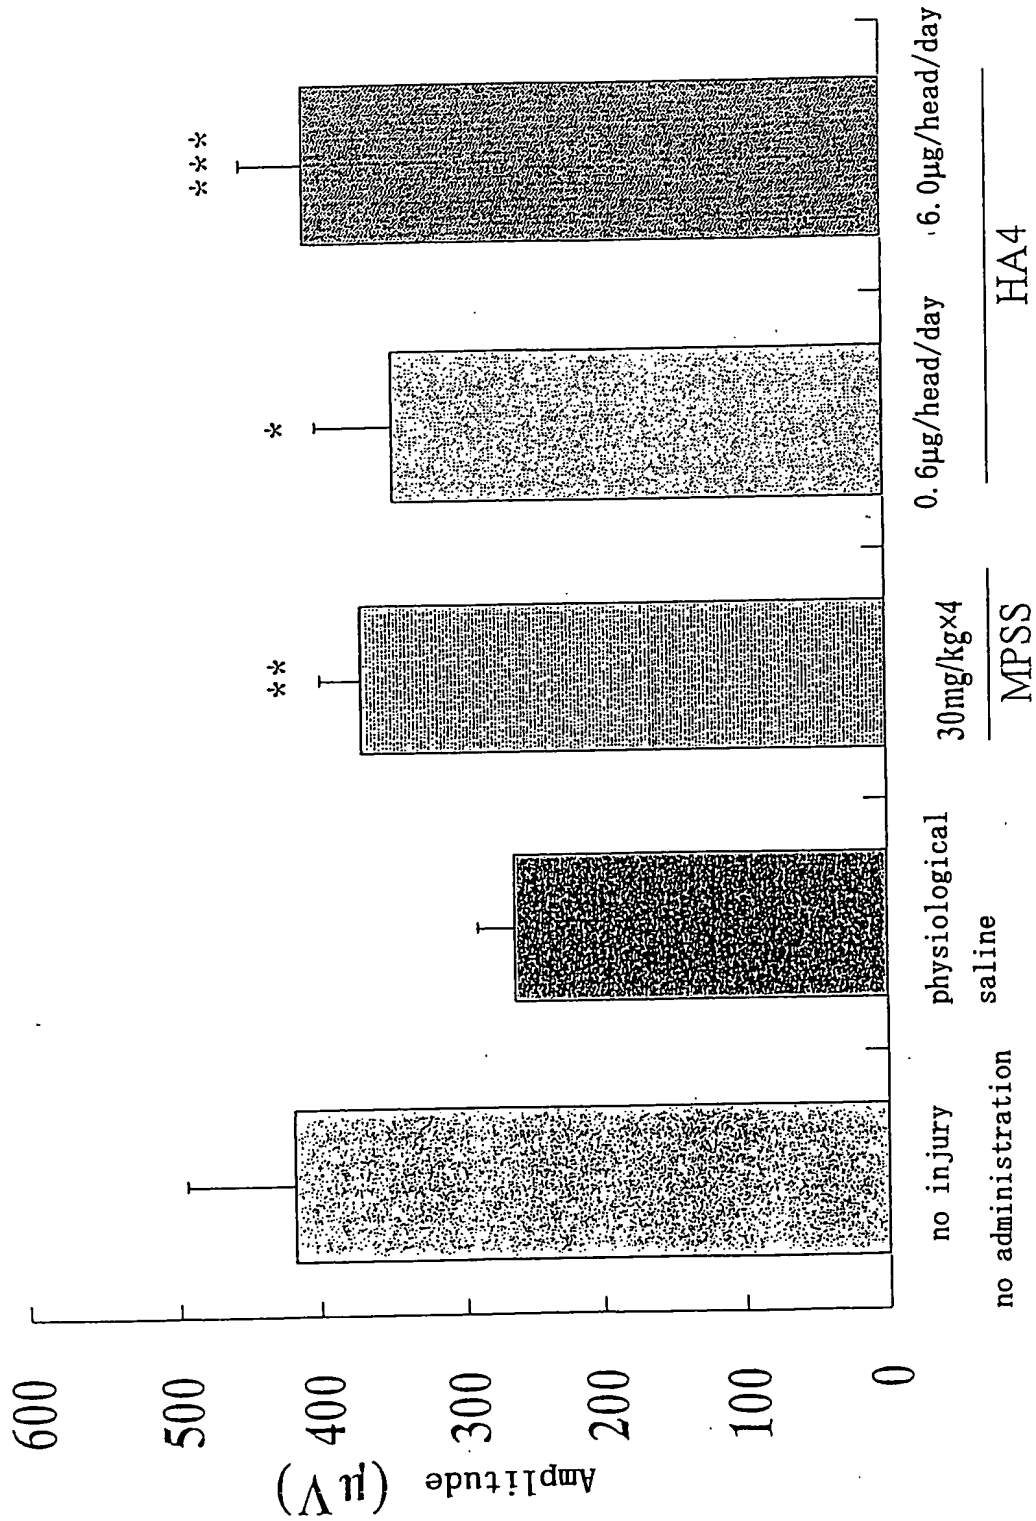 Amplitude (μV)
600
500
400
300
200
100
0
**
*
***
no injury
no administration
physiological
saline
30mg/kg×4
MPSS
0.6μg/head/day
6.0μg/head/day
HA4